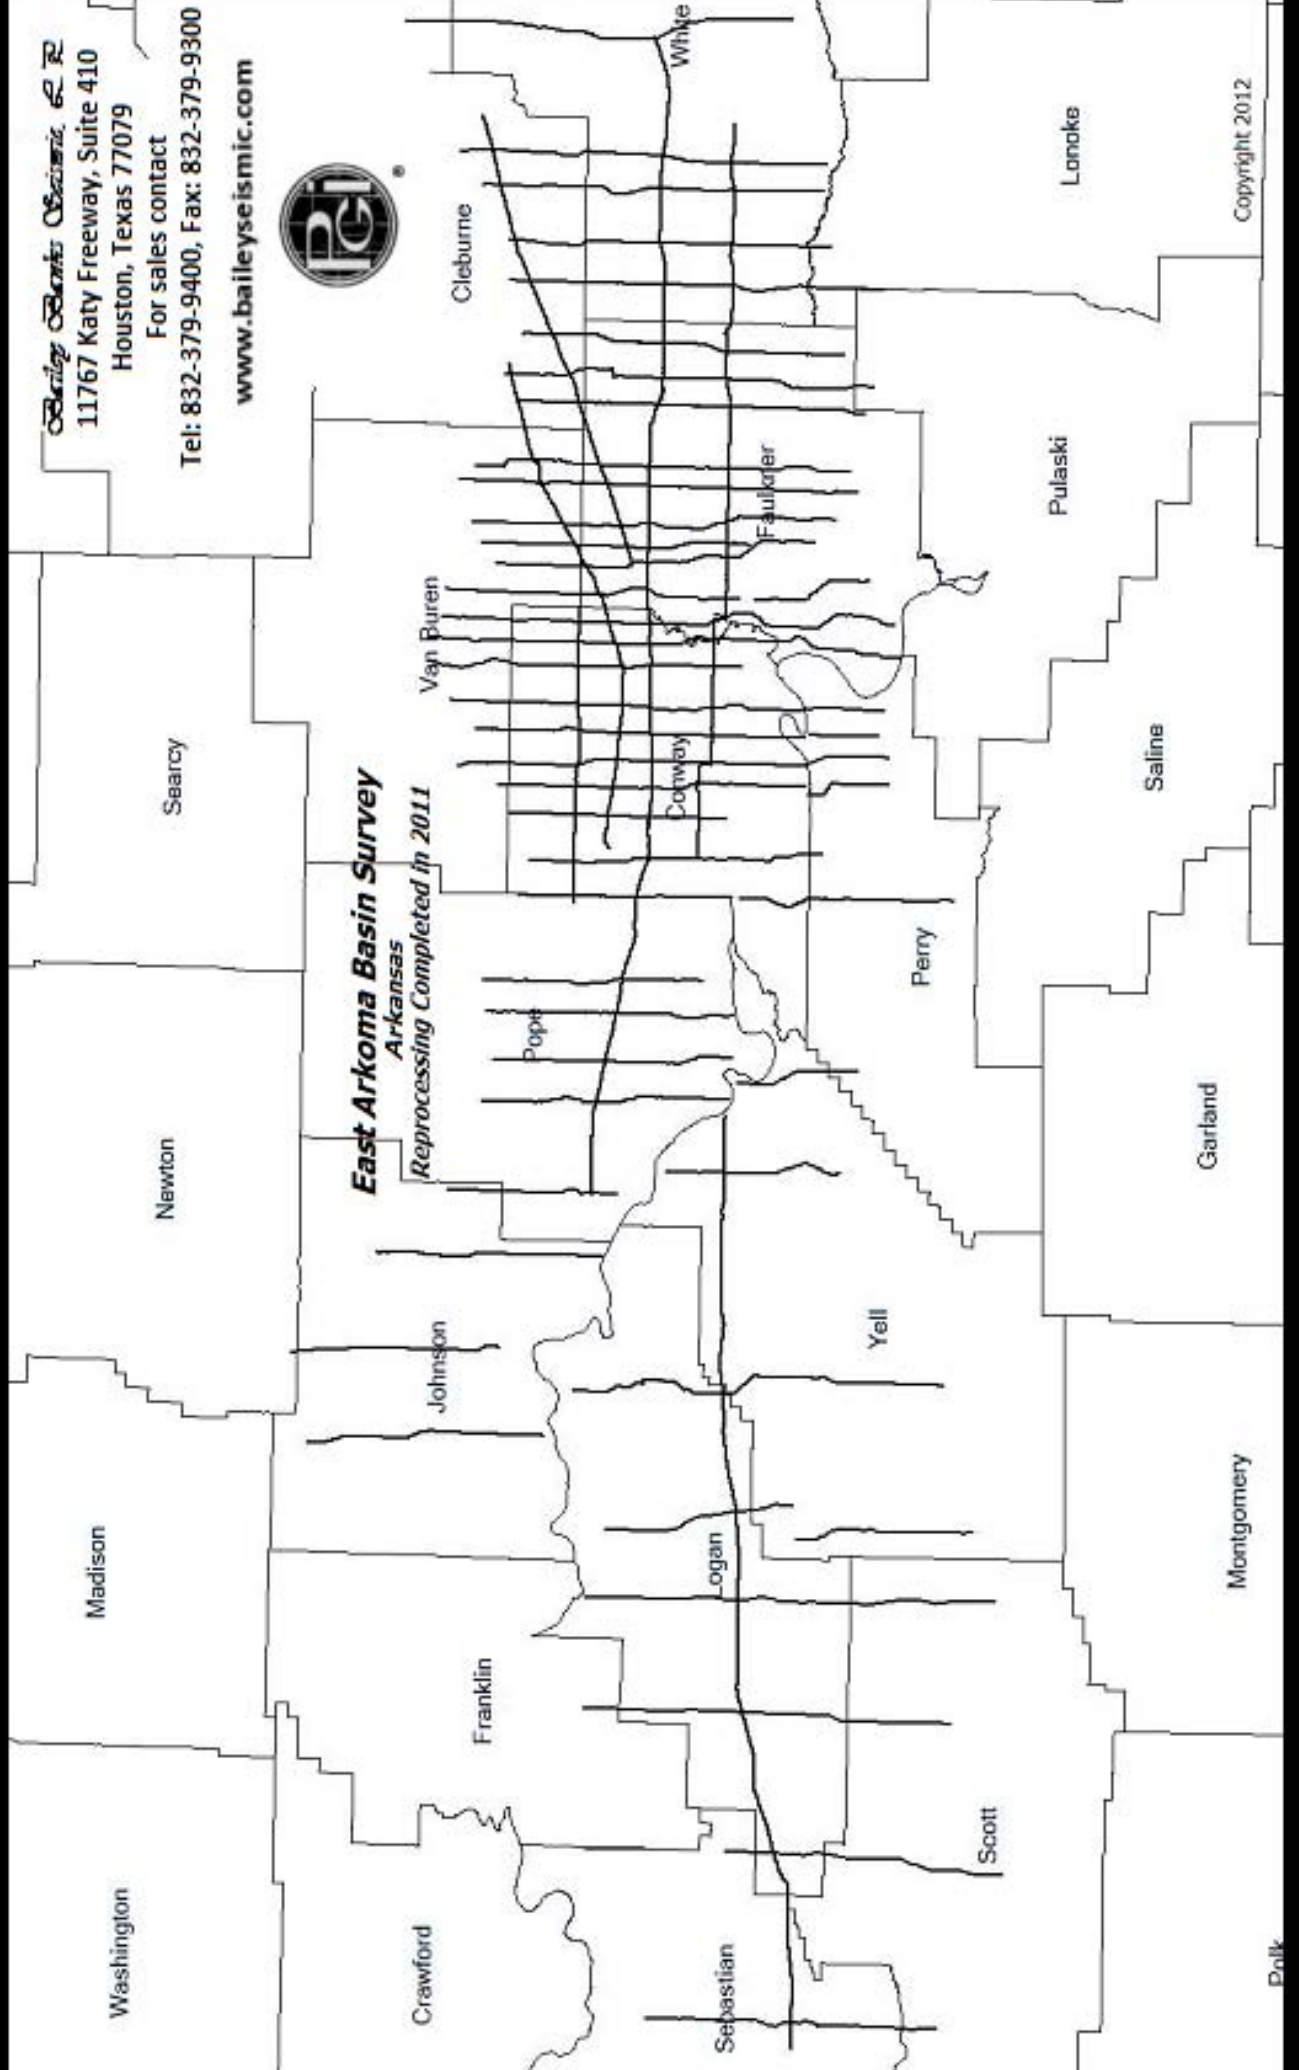 11767 Katy Freeway, Suite 410
Houston, Texas 77079
For sales contact
Tel: 832-379-9400, Fax: 832-379-9300
www.baileyseismic.com
PGI
®
East Arkoma Basin Survey
Arkansas
Reprocessing Completed in 2011
Washington
Madison
Newton
Searcy
Crawford
Franklin
Johnson
Pope
Van Buren
Cleburne
Sebastian
Logan
Conway
Faulkner
White
Scott
Yell
Perry
Pulaski
Lonoke
Polk
Montgomery
Garland
Saline
Copyright 2012